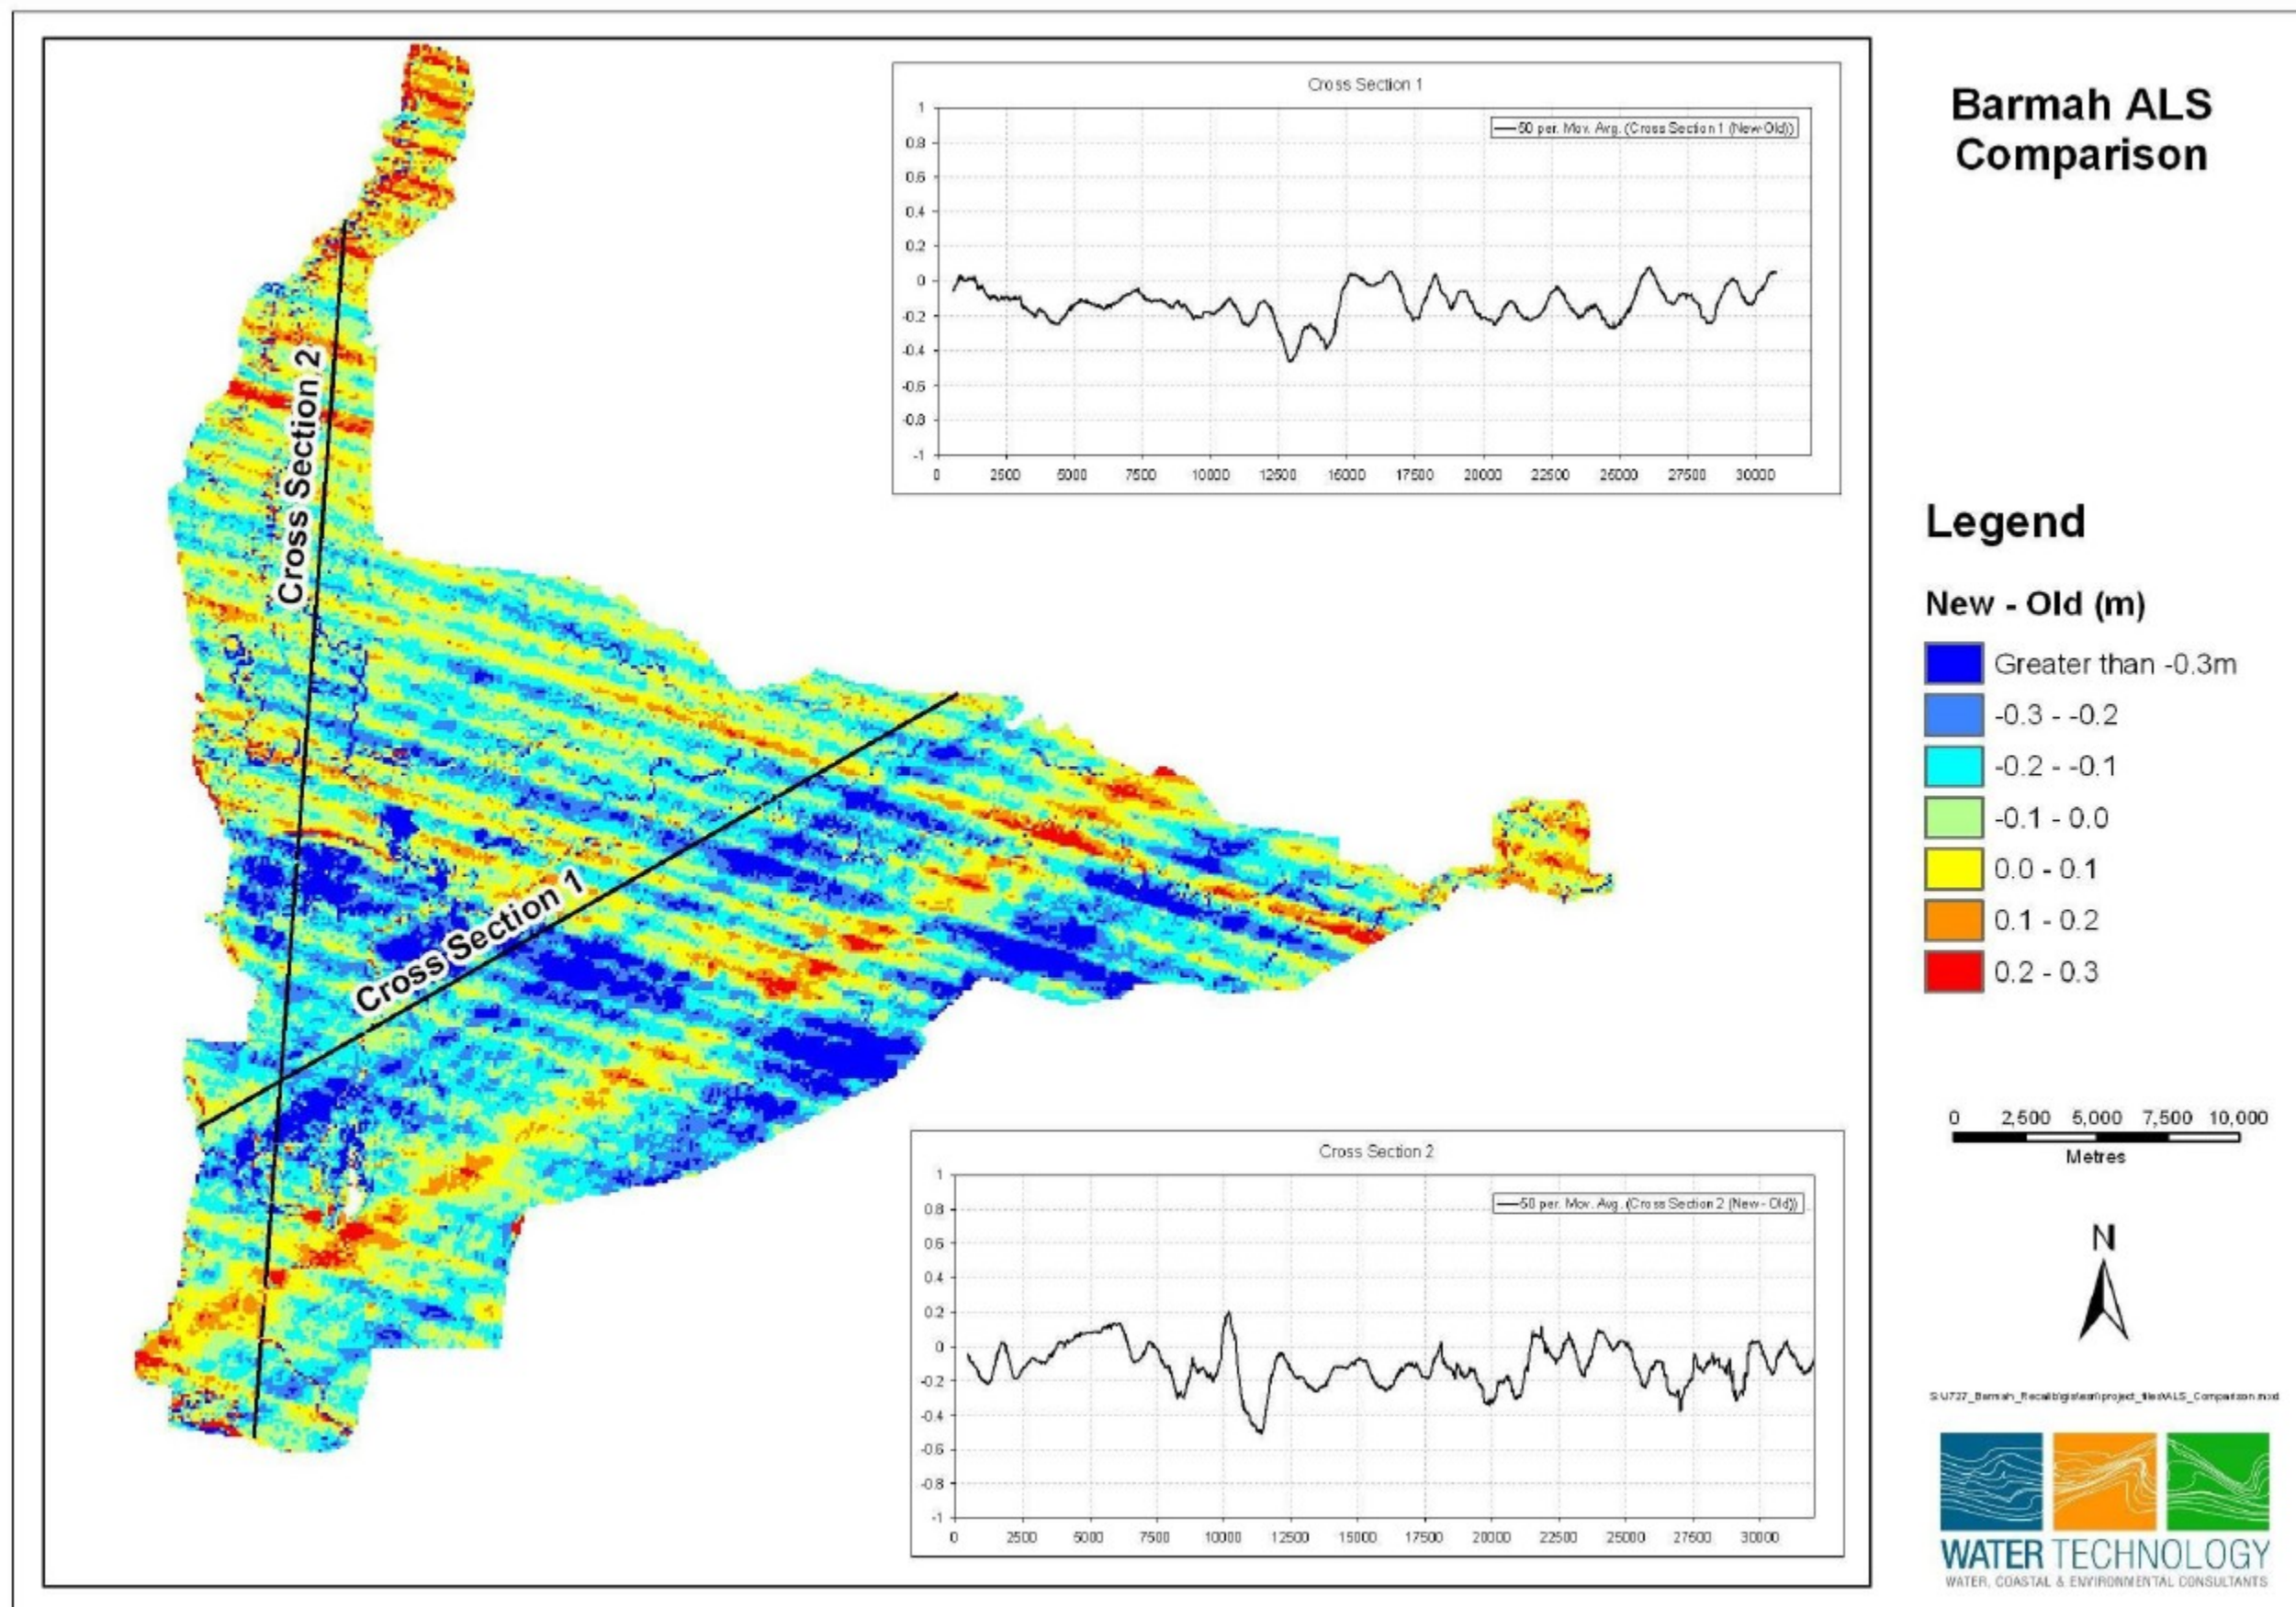 Barmah ALS
Comparison
Cross Section 1
50 per. Mov. Avg. (Cross Section 1 (New-Old))
1
0.8
0.6
0.4
0.2
0
-0.2
-0.4
-0.6
-0.8
-1
0 2500 5000 7500 10000 12500 15000 17500 20000 22500 25000 27500 30000
Cross Section 2
Cross Section 1
Legend
New - Old (m)
Greater than -0.3m
-0.3 - -0.2
-0.2 - -0.1
-0.1 - 0.0
0.0 - 0.1
0.1 - 0.2
0.2 - 0.3
0 2,500 5,000 7,500 10,000
Metres
N
Cross Section 2
50 per. Mov. Avg. (Cross Section 2 (New - Old))
1
0.8
0.6
0.4
0.2
0
-0.2
-0.4
-0.6
-0.8
-1
0 2500 5000 7500 10000 12500 15000 17500 20000 22500 25000 27500 30000
WATER TECHNOLOGY
WATER, COASTAL & ENVIRONMENTAL CONSULTANTS